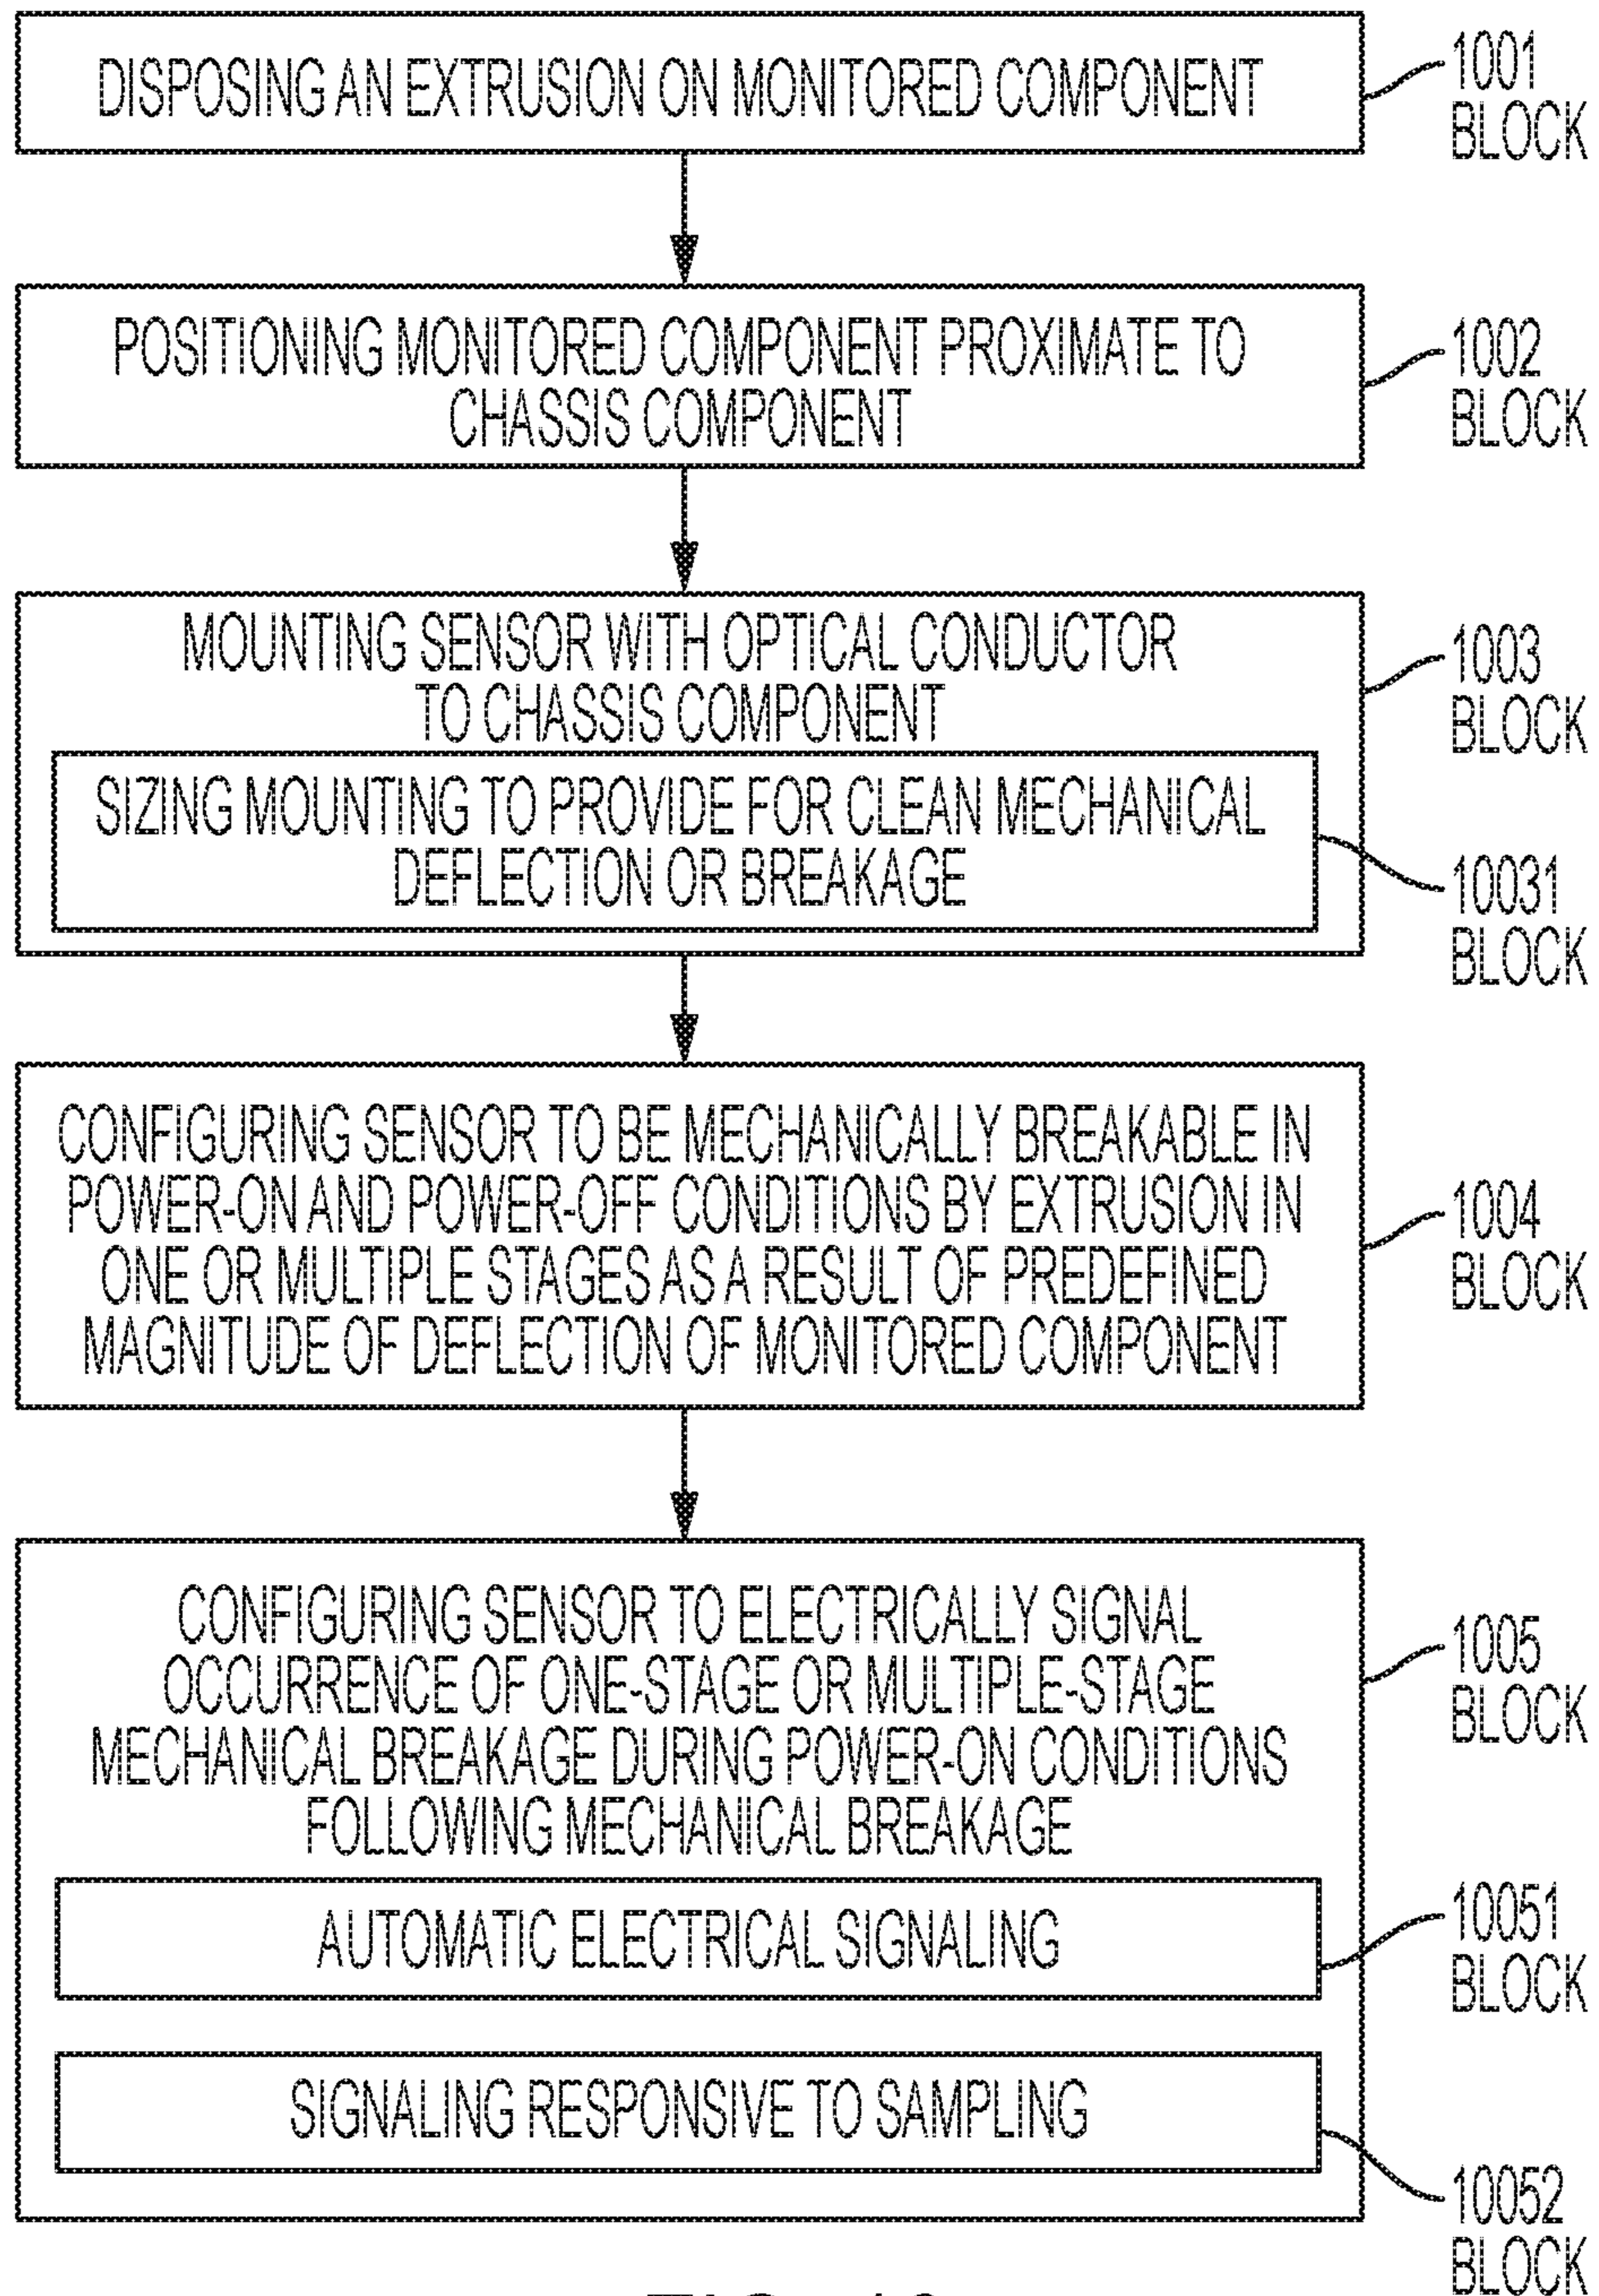 DISPOSING AN EXTRUSION ON MONITORED COMPONENT
1001
BLOCK
POSITIONING MONITORED COMPONENT PROXIMATE TO
CHASSIS COMPONENT
1002
BLOCK
MOUNTING SENSOR WITH OPTICAL CONDUCTOR
TO CHASSIS COMPONENT
1003
BLOCK
SIZING MOUNTING TO PROVIDE FOR CLEAN MECHANICAL
DEFLECTION OR BREAKAGE
10031
BLOCK
CONFIGURING SENSOR TO BE MECHANICALLY BREAKABLE IN
POWER-ON AND POWER-OFF CONDITIONS BY EXTRUSION IN
ONE OR MULTIPLE STAGES AS A RESULT OF PREDEFINED
MAGNITUDE OF DEFLECTION OF MONITORED COMPONENT
1004
BLOCK
CONFIGURING SENSOR TO ELECTRICALLY SIGNAL
OCCURRENCE OF ONE-STAGE OR MULTIPLE-STAGE
MECHANICAL BREAKAGE DURING POWER-ON CONDITIONS
FOLLOWING MECHANICAL BREAKAGE
1005
BLOCK
AUTOMATIC ELECTRICAL SIGNALING
10051
BLOCK
SIGNALING RESPONSIVE TO SAMPLING
10052
BLOCK